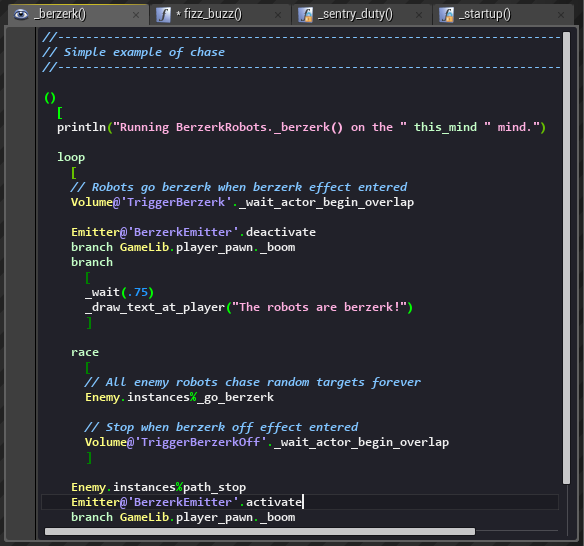 _berzerk()
* fizz_buzz()
_sentry_duty()
_startup()
//-------------------------------------------------------------------------
// Simple example of chase
//-------------------------------------------------------------------------
()
[
println("Running BerzerkRobots._berzerk() on the " this_mind " mind.")
loop
[
// Robots go berzerk when berzerk effect entered
Volume@'TriggerBerzerk'._wait_actor_begin_overlap
Emitter@'BerzerkEmitter'.deactivate
branch GameLib.player_pawn._boom
branch
[
_wait(.75)
_draw_text_at_player("The robots are berzerk!")
]
race
[
// All enemy robots chase random targets forever
Enemy.instances%_go_berzerk
// Stop when berzerk off effect entered
Volume@'TriggerBerzerkOff'._wait_actor_begin_overlap
]
Enemy.instances%path_stop
Emitter@'BerzerkEmitter'.activate
branch GameLib.player_pawn._boom